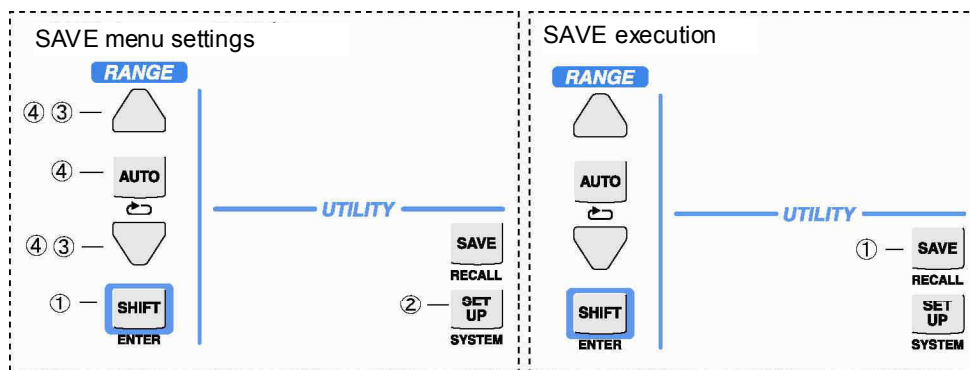 SAVE menu settings
RANGE
④ ③
④
AUTO
UTILITY
④ ③
SAVE
RECALL
①
SHIFT
②
SET
UP
ENTER
SYSTEM
SAVE execution
RANGE
AUTO
UTILITY
①
SAVE
RECALL
SHIFT
SET
UP
ENTER
SYSTEM